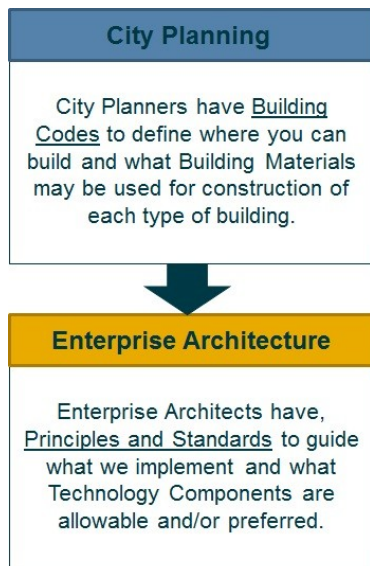 City Planning
City Planners have Building
Codes to define where you can
build and what Building Materials
may be used for construction of
each type of building.
Enterprise Architecture
Enterprise Architects have,
Principles and Standards to guide
what we implement and what
Technology Components are
allowable and/or preferred.